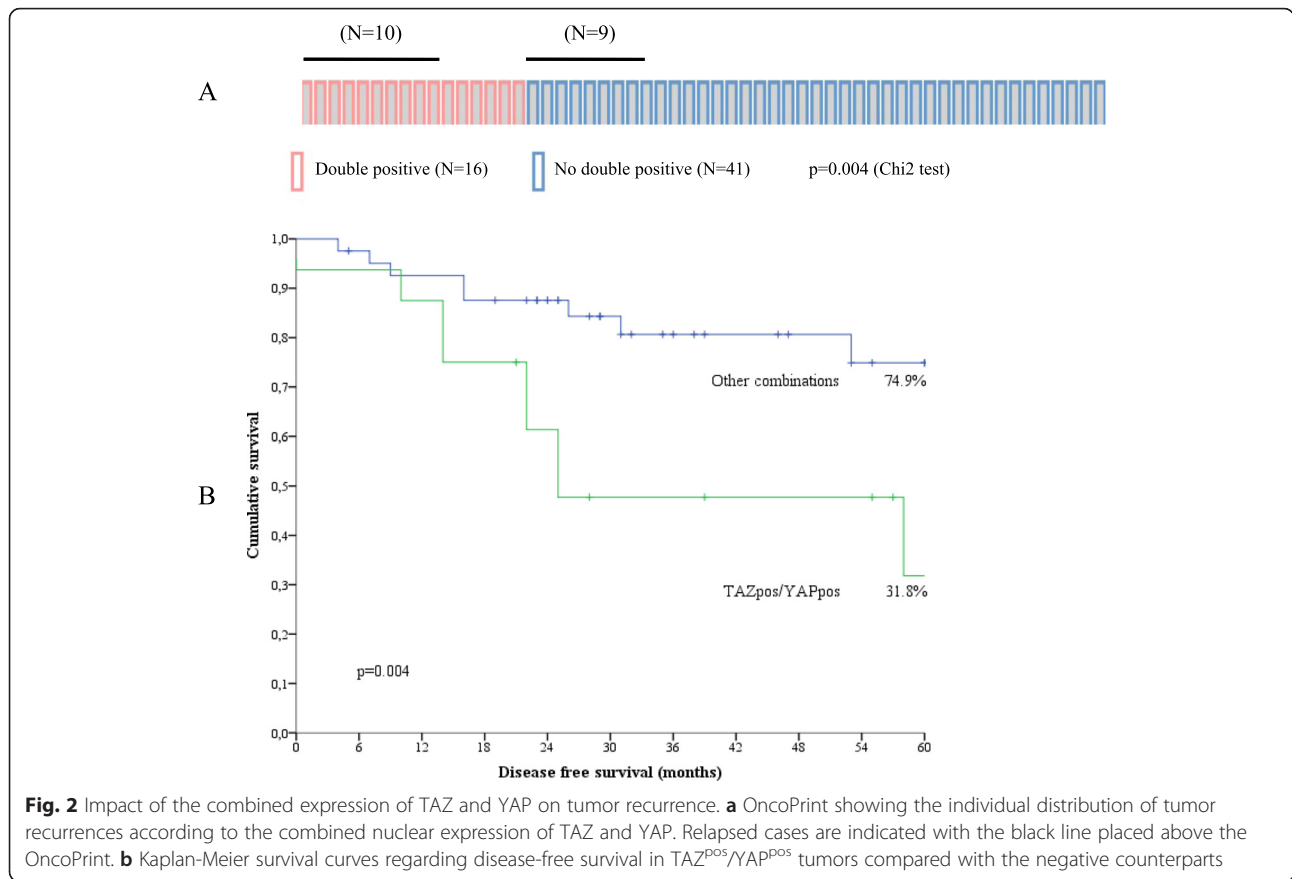 (N=10) (N=9)
A
Double positive (N=16) No double positive (N=41) p=0.004 (Chi2 test)
1,0
0,9
0,8
0,7
0,6
0,5
0,4
0,3
0,2
0,1
0,0
Cumulative survival
B
Other combinations 74.9%
TAZpos/YAPpos 31.8%
p=0.004
0 6 12 18 24 30 36 42 48 54 60
Disease free survival (months)
Fig. 2 Impact of the combined expression of TAZ and YAP on tumor recurrence. a OncoPrint showing the individual distribution of tumor
recurrences according to the combined nuclear expression of TAZ and YAP. Relapsed cases are indicated with the black line placed above the
OncoPrint. b Kaplan-Meier survival curves regarding disease-free survival in TAZpos/YAPpos tumors compared with the negative counterparts